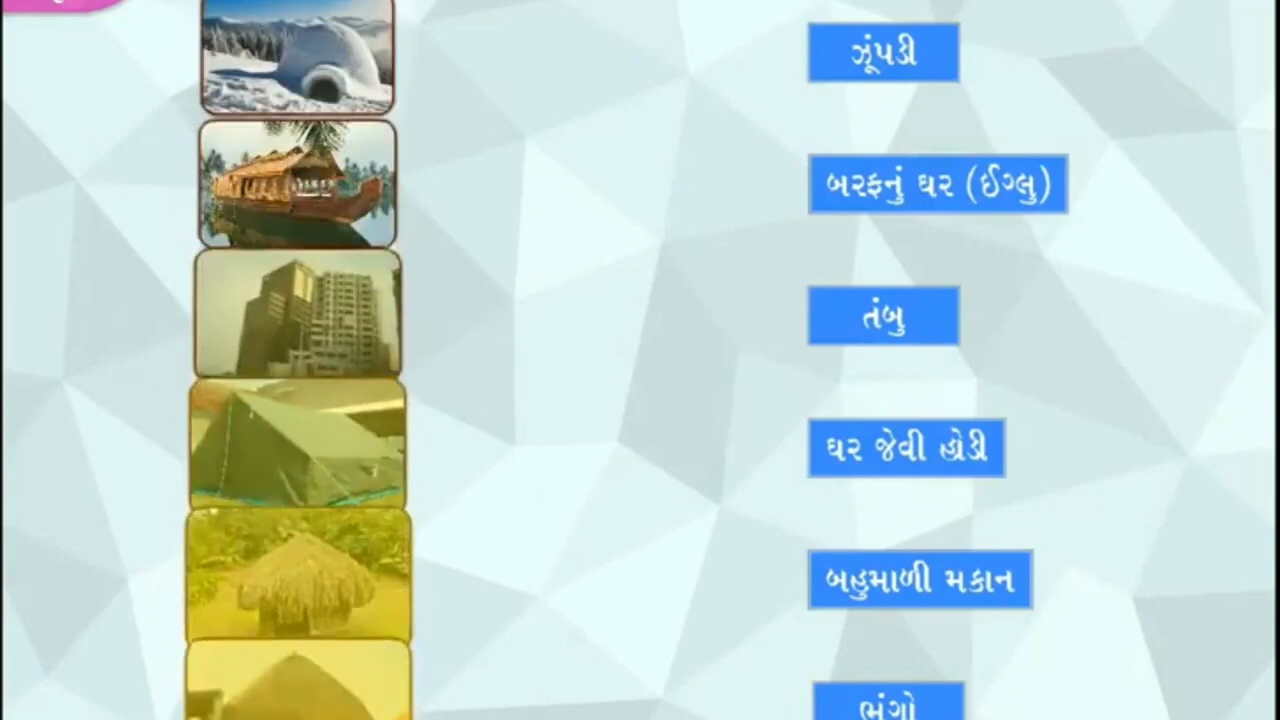 ઝૂંપડી
બરફનું ઘર (ઈગ્લુ)
તંબુ
ઘર જેવી હોડી
બહુમાળી મકાન
ભુંગો